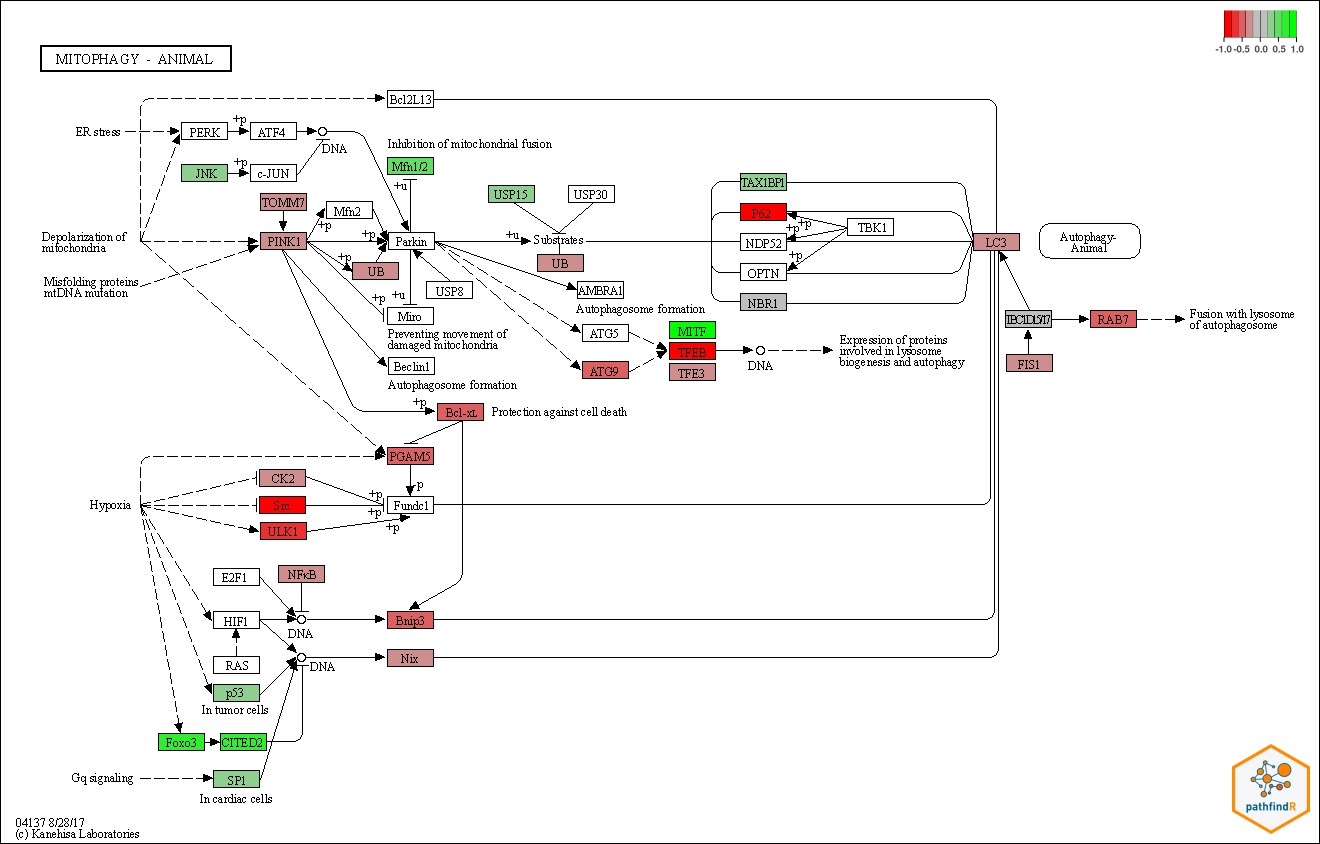 -1.0 -0.5 0.0 0.5 1.0
MITOPHAGY - ANIMAL
Bcl2L13
ER stress
PERK
+p
ATF4
DNA
Inhibition of mitochondrial fusion
JNK
+p
c-JUN
Mfn1/2
+u
USP15
USP30
TAX1BP1
TOMM7
Mfn2
+p
P62
+p
+p
TBK1
Depolarization of
mitochondria
PINK1
+p
Parkin
+u
Substrates
NDP52
LC3
Autophagy-
Animal
+p
UB
UB
+p
OPTN
Misfolding proteins
mtDNA mutation
USP8
AMBRA1
+p
+u
NBR1
Miro
Autophagosome formation
Preventing movement of
damaged mitochondria
ATG5
MITF
RAB7
Fusion with lysosome
of autophagosome
TFEB
DNA
Expression of proteins
involved in lysosome
biogenesis and autophagy
Beclin1
ATG9
TFE3
FIS1
Autophagosome formation
+p
Bcl-xL
Protection against cell death
PGAM5
CK2
-p
+p
Hypoxia
Src
+p
Fundc1
ULK1
+p
E2F1
NFκB
HIF1
DNA
Bnip3
RAS
DNA
Nix
p53
In tumor cells
Foxo3
CITED2
Gq signaling
SP1
In cardiac cells
pathfindR
04137 8/28/17
(c) Kanehisa Laboratories